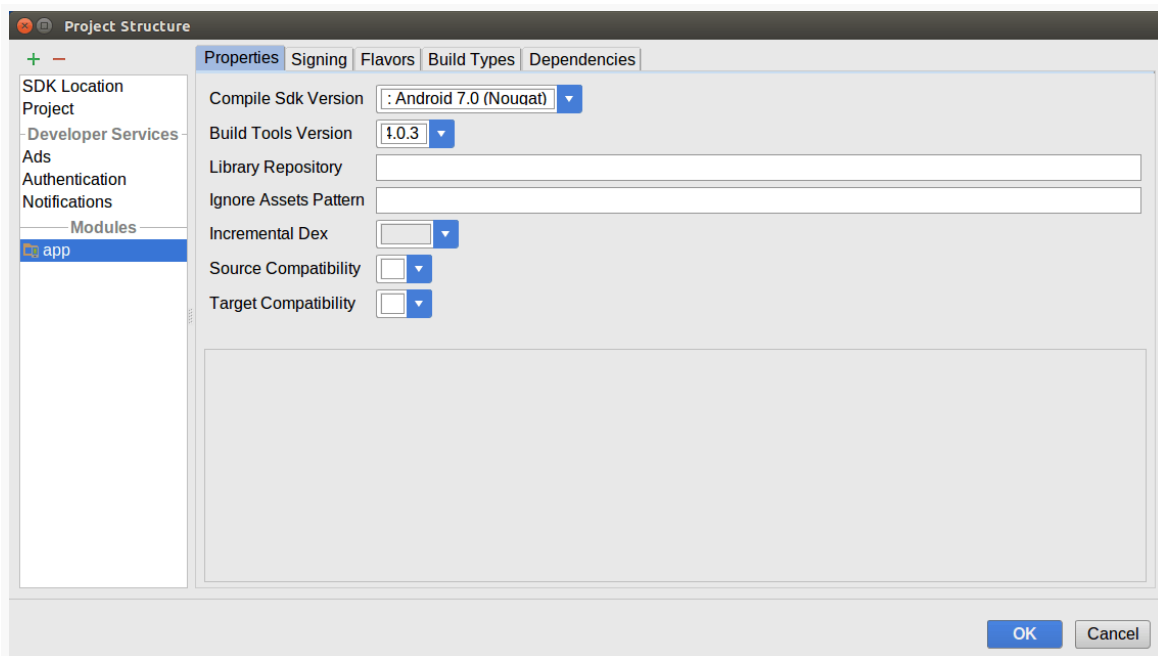 Project Structure
Properties Signing Flavors Build Types Dependencies
SDK Location
Project
Developer Services
Ads
Authentication
Notifications
Modules
app
Compile Sdk Version : Android 7.0 (Nougat)
Build Tools Version .0.3
Library Repository
Ignore Assets Pattern
Incremental Dex
Source Compatibility
Target Compatibility
OK Cancel